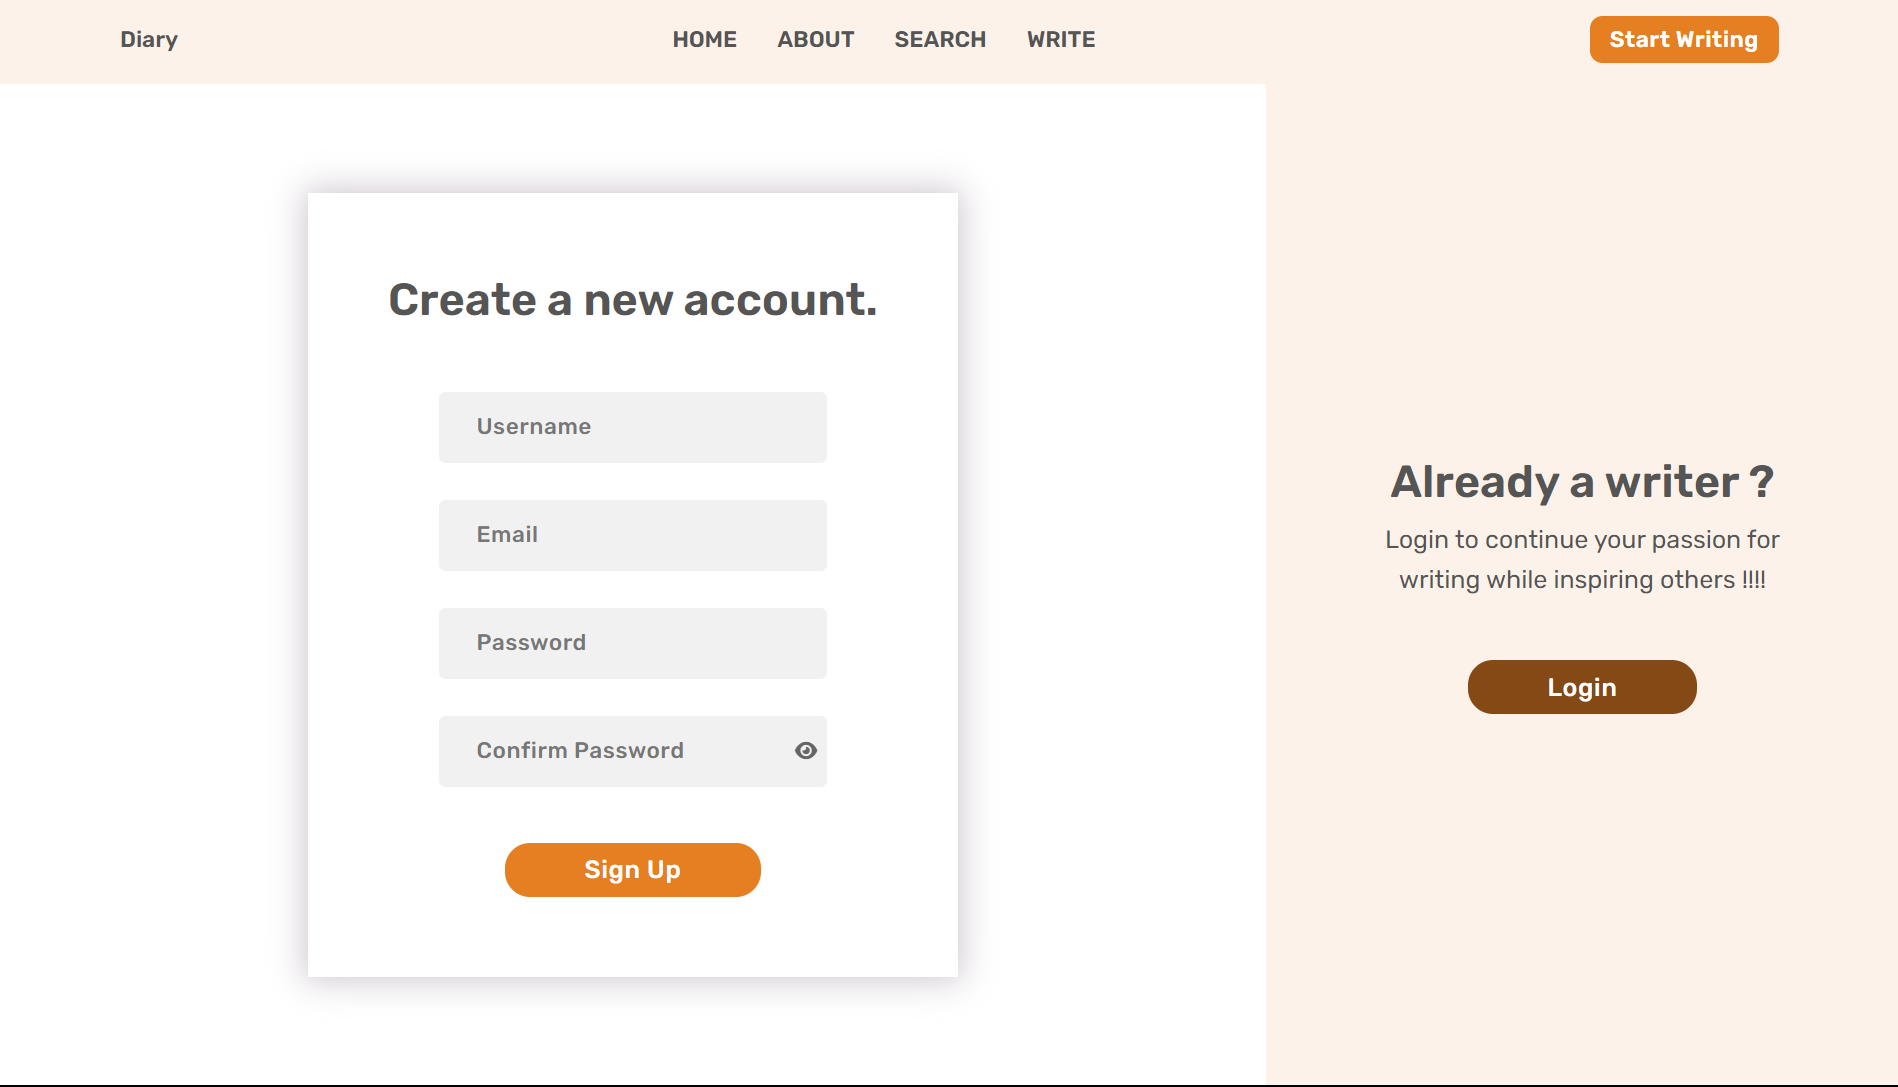 Diary
HOME ABOUT SEARCH WRITE
Start Writing
Create a new account.
Username
Email
Password
Confirm Password
Sign Up
Already a writer ?
Login to continue your passion for
writing while inspiring others !!!!
Login